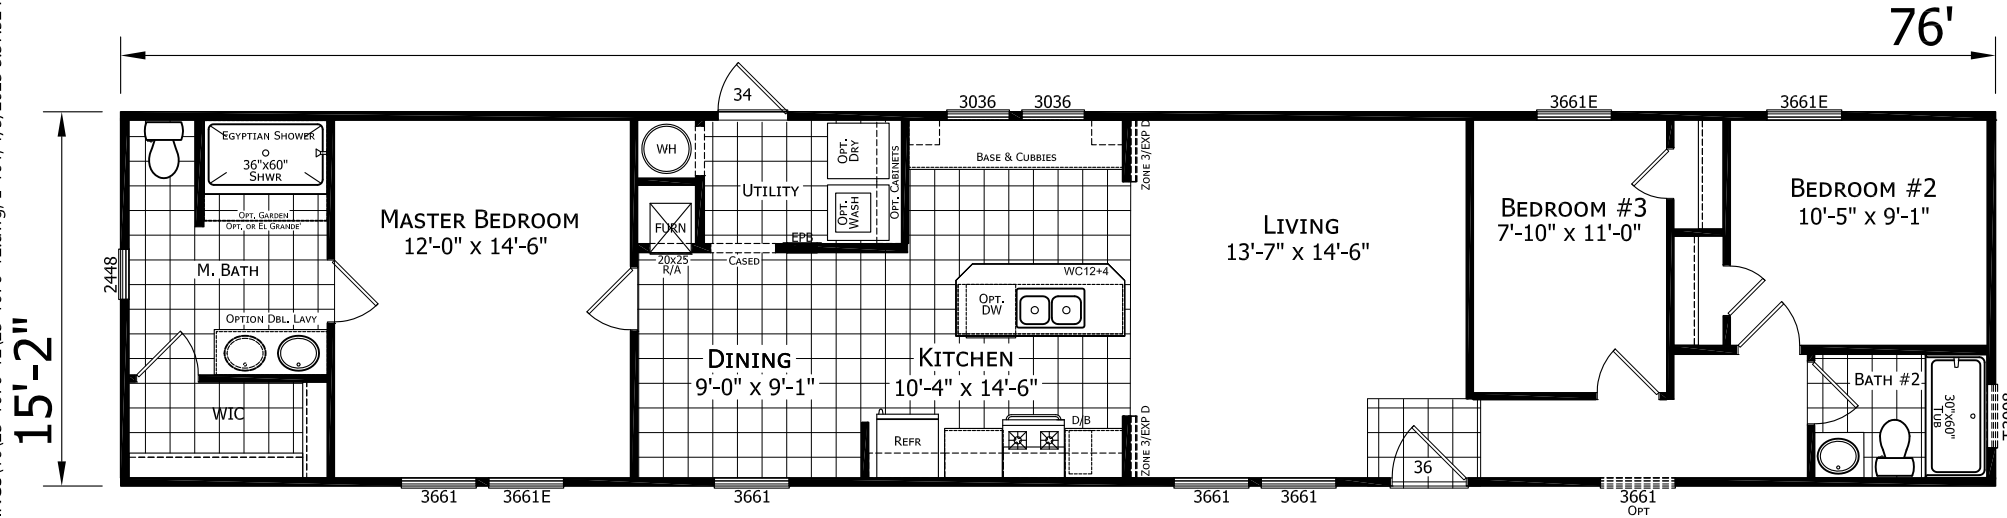 76'
15'-2"
34
3036
3036
3661E
3661E
EGYPTIAN SHOWER
36"x60"
SHWR
OPT. GARDEN
OPT. OR EL GRANDE'
2448
M. BATH
OPTION DBL. LAVY
WIC
MASTER BEDROOM
12'-0" x 14'-6"
WH
FURN
20x25
R/A
UTILITY
OPT.
DRY
OPT.
WASH
OPT. CABINETS
EPB
CASED
BASE & CUBBIES
ZONE 3/EXP D
WC12+4
OPT.
DW
DINING
9'-0" x 9'-1"
KITCHEN
10'-4" x 14'-6"
REFR
D/B
ZONE 3/EXP D
LIVING
13'-7" x 14'-6"
36
BEDROOM #3
7'-10" x 11'-0"
BEDROOM #2
10'-5" x 9'-1"
BATH #2
30"x60"
TUB
3661
3661E
3661
3661
3661
3661
OPT